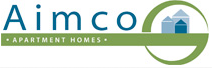 Aimco
• APARTMENT HOMES •